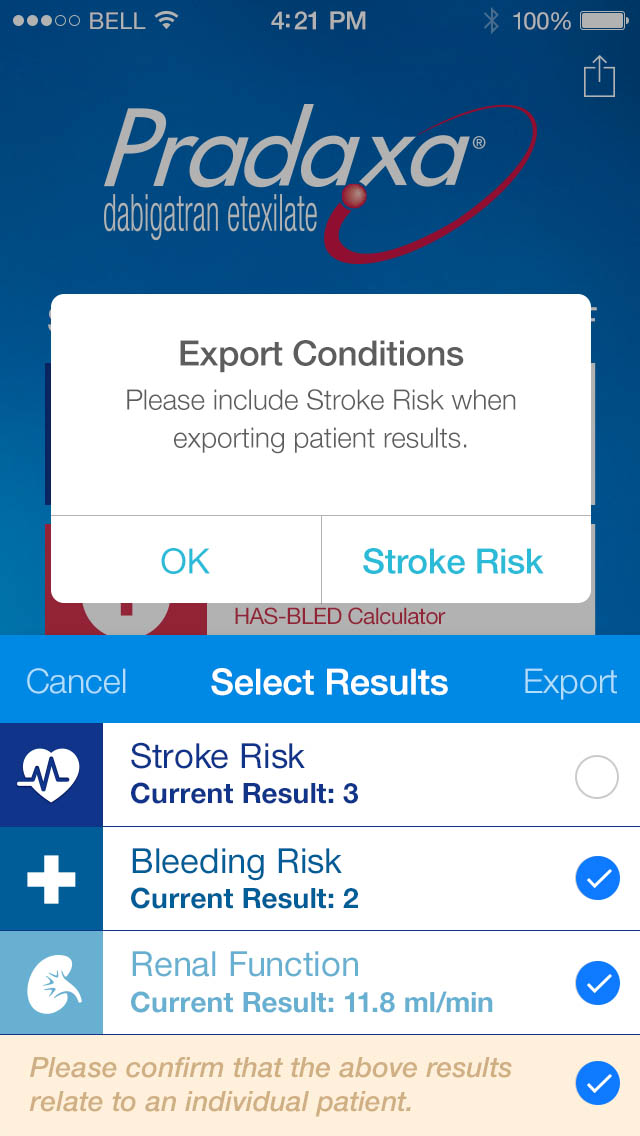 BELL 4:21 PM 100%
Pradaxa®
dabigatran etexilate
Export Conditions
Please include Stroke Risk when
exporting patient results.
OK Stroke Risk
HAS-BLED Calculator
Cancel Select Results Export
Stroke Risk
Current Result: 3
Bleeding Risk
Current Result: 2
Renal Function
Current Result: 11.8 ml/min
Please confirm that the above results
relate to an individual patient.